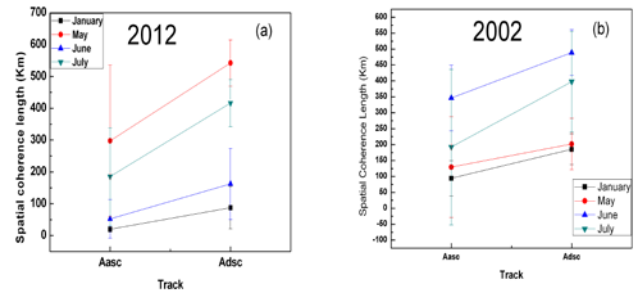 2012
(a)
January
May
June
July
Spatial coherence length (Km)
700
600
500
400
300
200
100
0
Aasc
Adsc
Track
2002
(b)
Spatial Coherence Length (Km)
600
550
500
450
400
350
300
250
200
150
100
50
0
-50
-100
January
May
June
July
Aasc
Adsc
Track